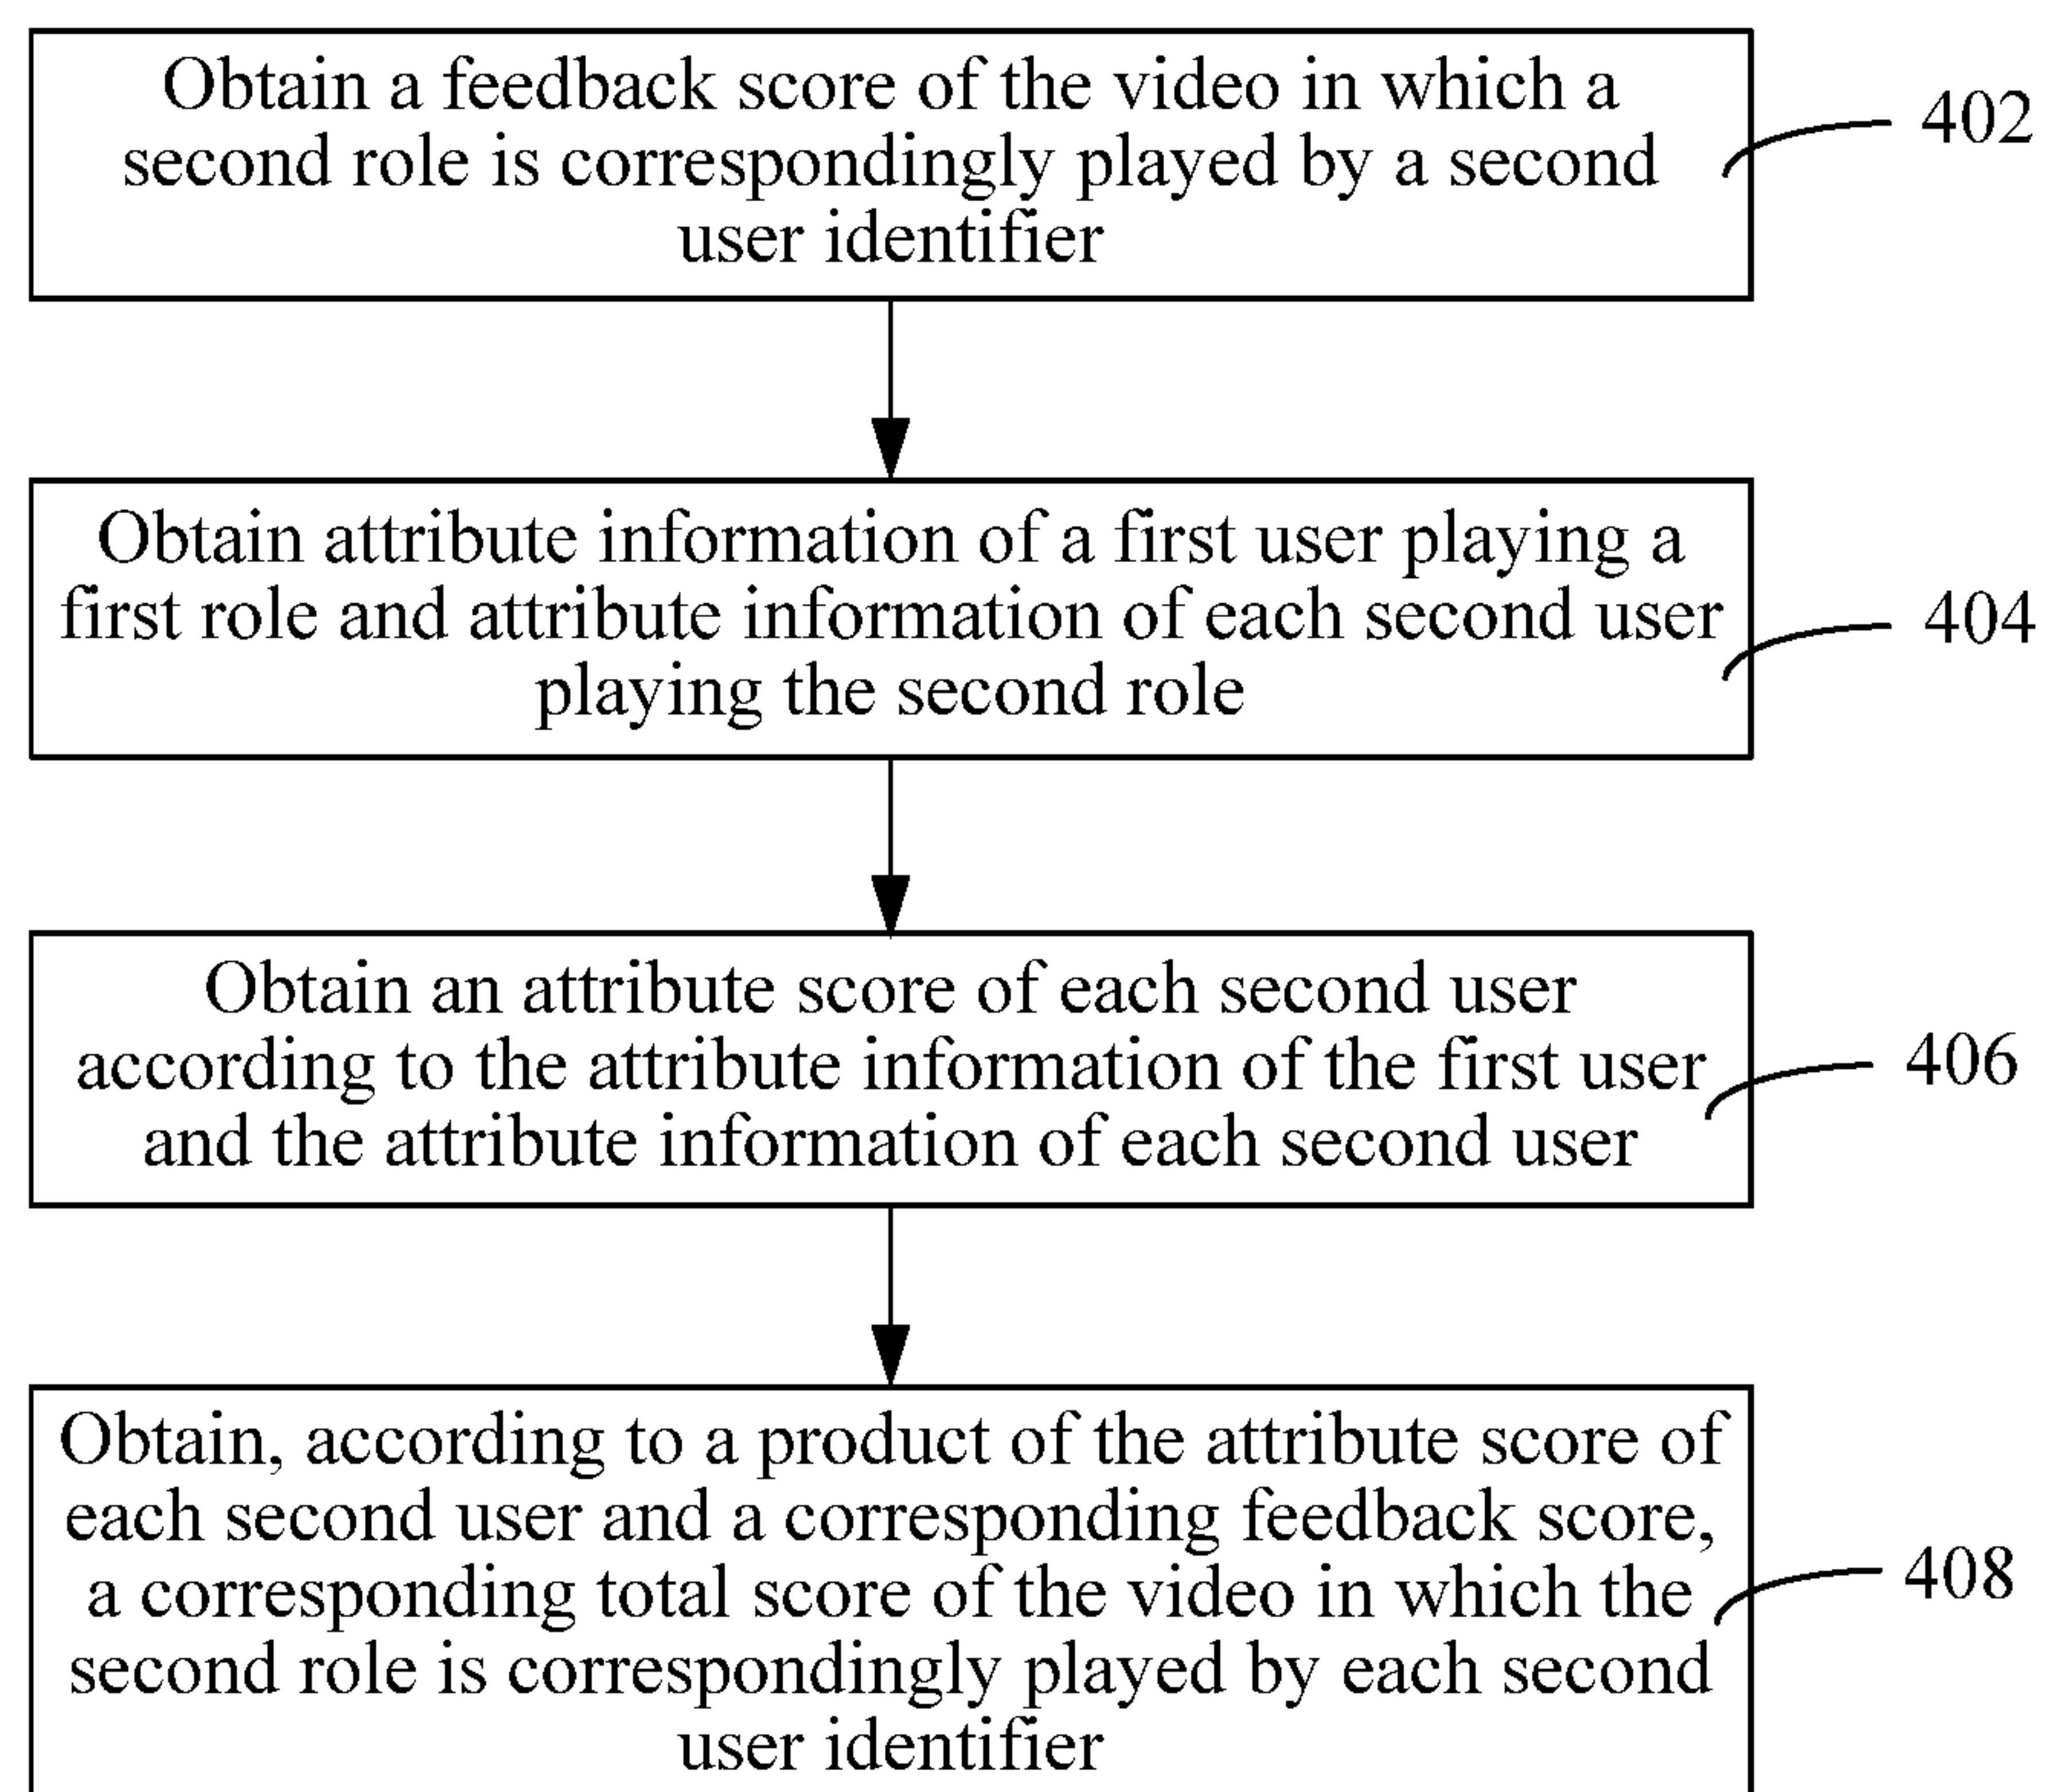 Obtain a feedback score of the video in which a
second role is correspondingly played by a second
user identifier
402
Obtain attribute information of a first user playing a
first role and attribute information of each second user
playing the second role
404
Obtain an attribute score of each second user
according to the attribute information of the first user
and the attribute information of each second user
406
Obtain, according to a product of the attribute score of
each second user and a corresponding feedback score,
a corresponding total score of the video in which the
second role is correspondingly played by each second
user identifier
408